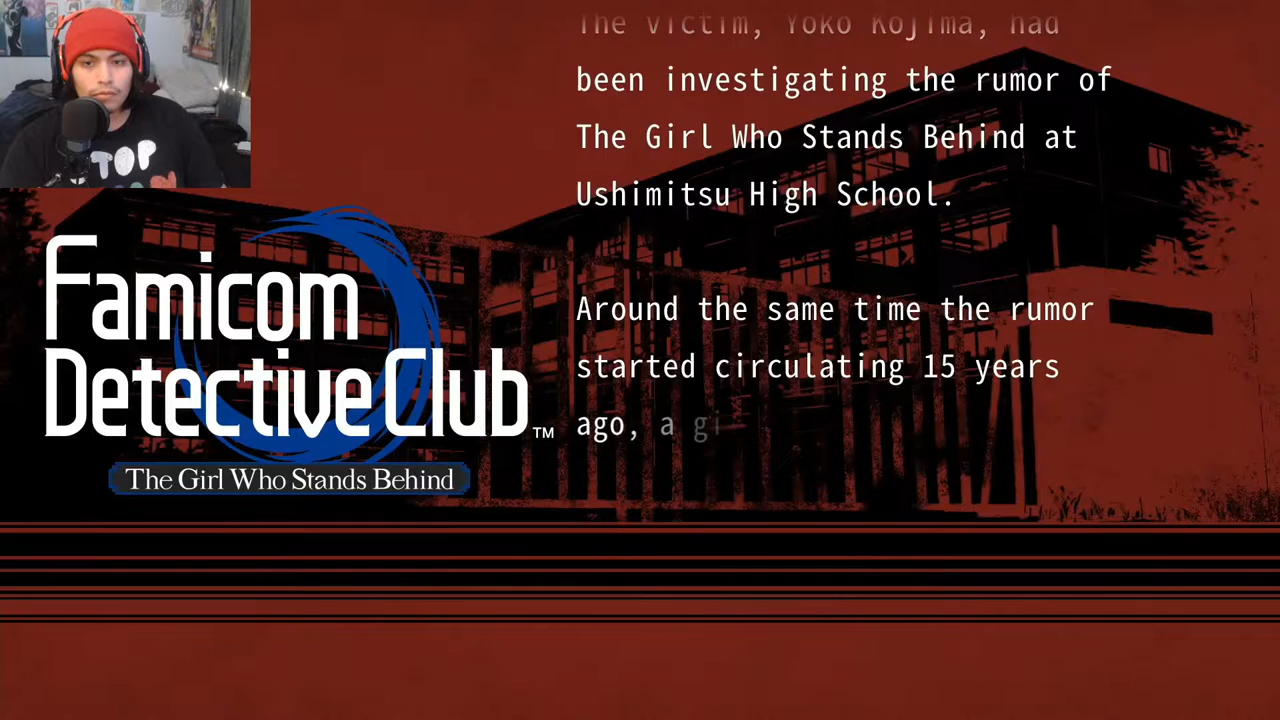 The victim, Yoko Kojima, had
been investigating the rumor of
The Girl Who Stands Behind at
Ushimitsu High School.
Around the same time the rumor
started circulating 15 years
ago, a gi
Famicom
Detective Club™
The Girl Who Stands Behind
TOP